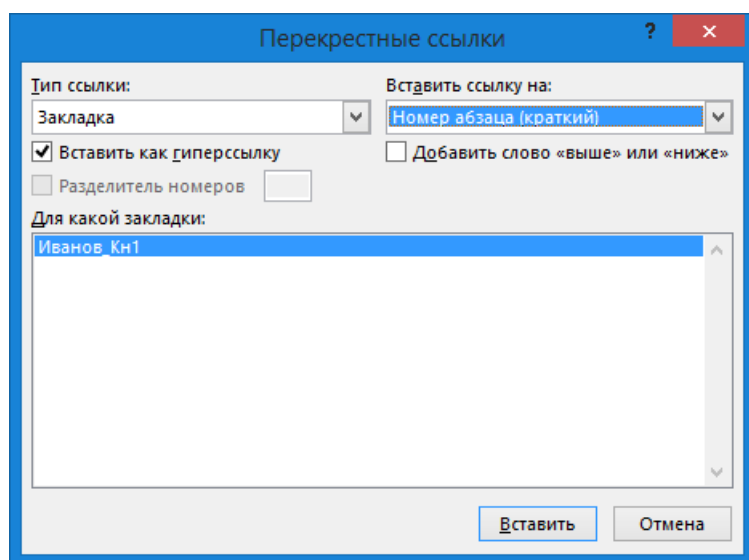 Перекрестные ссылки ? ×
Тип ссылки: Вставить ссылку на:
Закладка Номер абзаца (краткий)
Вставить как гиперссылку Добавить слово «выше» или «ниже»
Разделитель номеров
Для какой закладки:
Иванов_Кн1
Вставить Отмена